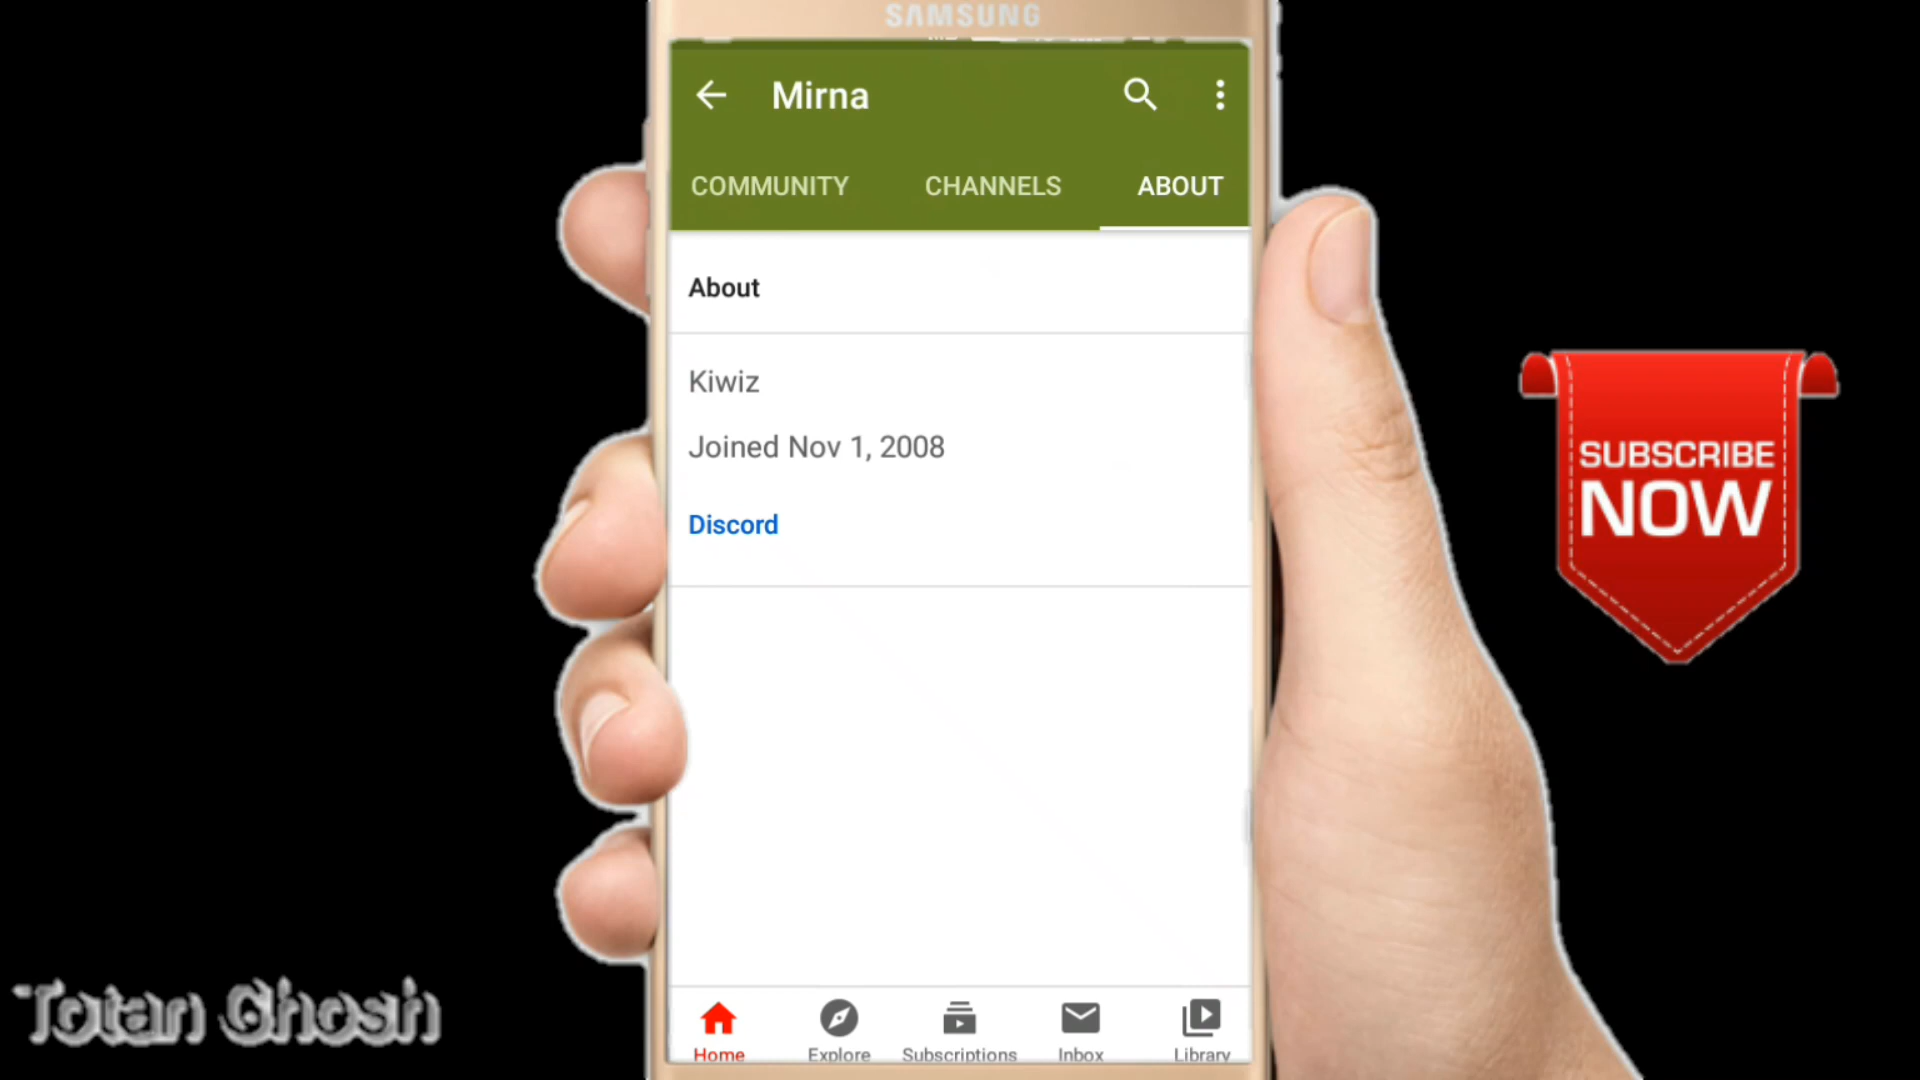 SAMSUNG
Mirna
COMMUNITY CHANNELS ABOUT
About
Kiwiz
Joined Nov 1, 2008
Discord
SUBSCRIBE
NOW
Totan Ghosh
Home Explore Subscriptions Inbox Library